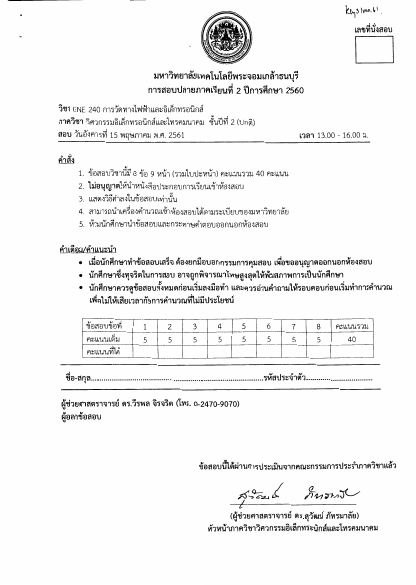 เลขที่นั่งสอบ
มหาวิทยาลัยเทคโนโลยีพระจอมเกล้าธนบุรี
การสอบปลายภาคเรียนที่ 2 ปีการศึกษา 2560
วิชา ENE 240 การวัดทางไฟฟ้าและอิเล็กทรอนิกส์
ภาควิชา วิศวกรรมอิเล็กทรอนิกส์และโทรคมนาคม ชั้นปีที่ 2 (ปกติ)
สอบ วันอังคารที่ 15 พฤษภาคม พ.ศ. 2561 เวลา 13.00 - 16.00 น.
คำสั่ง
1. ข้อสอบวิชานี้มี 8 ข้อ 9 หน้า (รวมใบปะหน้า) คะแนนรวม 40 คะแนน
2. ไม่อนุญาตให้นำหนังสือประกอบการเรียนเข้าห้องสอบ
3. แสดงวิธีทำลงในข้อสอบเท่านั้น
4. สามารถนำเครื่องคำนวณเข้าห้องสอบได้ตามระเบียบของมหาวิทยาลัย
5. ห้ามนักศึกษานำข้อสอบและกระดาษคำตอบออกนอกห้องสอบ
คำเตือน/คำแนะนำ
• เมื่อนักศึกษาทำข้อสอบเสร็จ ต้องยกมือบอกกรรมการคุมสอบ เพื่อขออนุญาตออกนอกห้องสอบ
• นักศึกษาซึ่งทุจริตในการสอบ อาจถูกพิจารณาโทษสูงสุดให้พ้นสภาพการเป็นนักศึกษา
• นักศึกษาควรดูข้อสอบทั้งหมดก่อนเริ่มลงมือทำ และควรอ่านคำถามให้รอบคอบก่อนเริ่มทำการคำนวณ
เพื่อไม่ให้เสียเวลากับการคำนวณที่ไม่มีประโยชน์
ข้อสอบข้อที่ 1 2 3 4 5 6 7 8 คะแนนรวม
คะแนนเต็ม 5 5 5 5 5 5 5 5 40
คะแนนที่ได้
ชื่อ-สกุล รหัสประจำตัว
ผู้ช่วยศาสตราจารย์ ดร.วีรพล จิรจริต (โทร. 0-2470-9070)
ผู้ออกข้อสอบ
ข้อสอบนี้ได้ผ่านการประเมินจากคณะกรรมการประจำภาควิชาแล้ว
(ผู้ช่วยศาสตราจารย์ ดร.สุวัฒน์ ภัทรมาลัย)
หัวหน้าภาควิชาวิศวกรรมอิเล็กทรอนิกส์และโทรคมนาคม